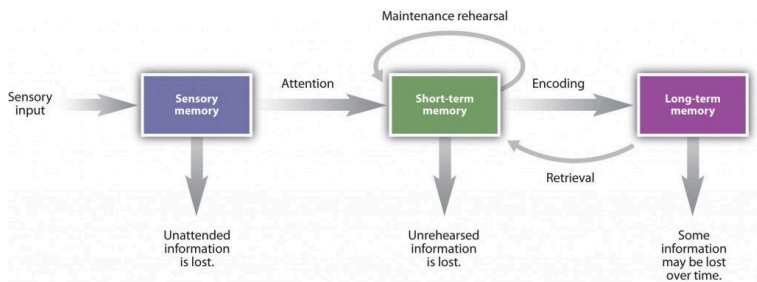 Maintenance rehearsal
Sensory
input
Sensory
memory
Attention
Short-term
memory
Encoding
Long-term
memory
Retrieval
Unattended
information
is lost.
Unrehearsed
information
is lost.
Some
information
may be lost
over time.